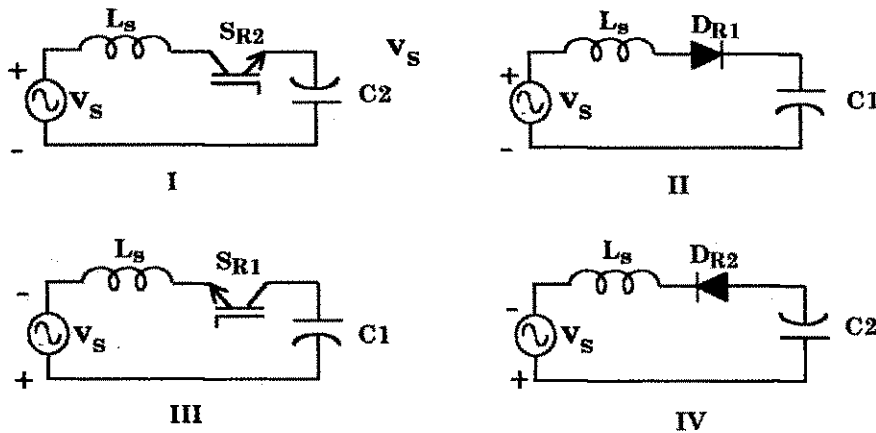 Ls SR2 vs
+ vs - C2
I
Ls DR1
+ vs - C1
II
Ls SR1
- vs + C1
III
Ls DR2
- vs + C2
IV